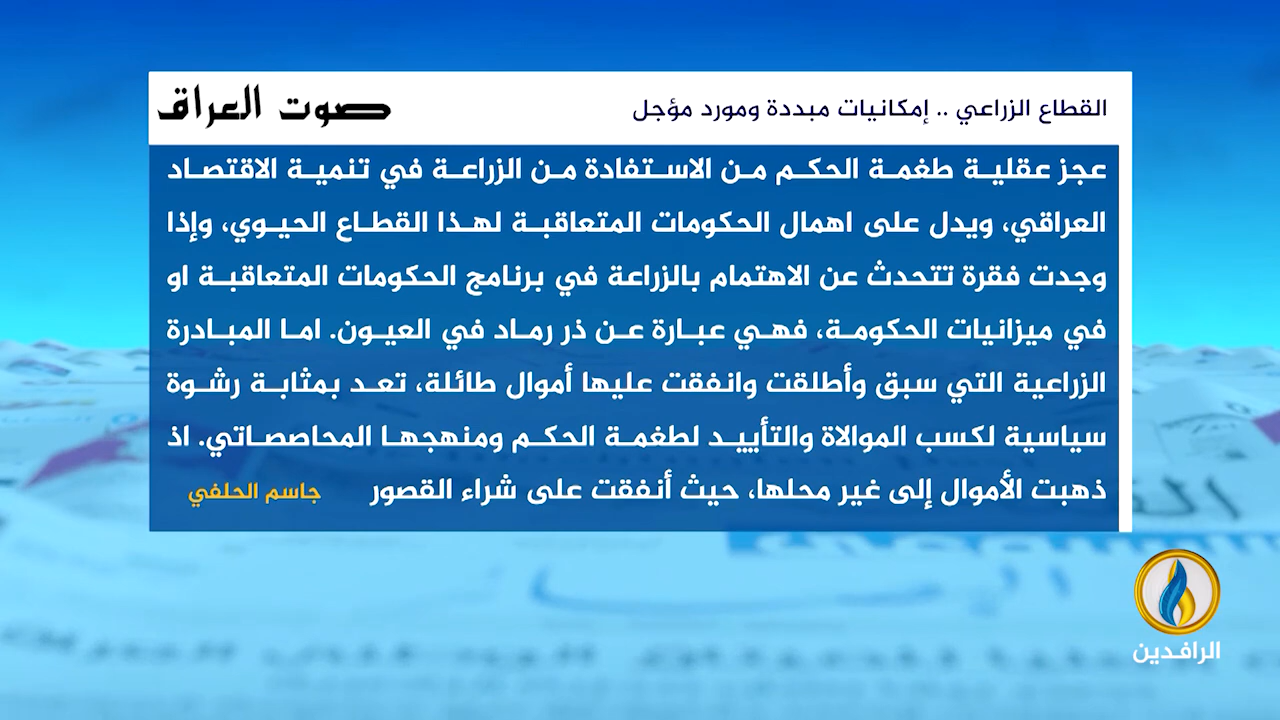 القطاع الزراعي .. إمكانيات مبددة ومورد مؤجل
صوت العراق
عجز عقلية طغمة الحكم من الاستفادة من الزراعة في تنمية الاقتصاد
العراقي، ويدل على اهمال الحكومات المتعاقبة لهذا القطاع الحيوي، وإذا
وجدت فقرة تتحدث عن الاهتمام بالزراعة في برنامج الحكومات المتعاقبة او
في ميزانيات الحكومة، فهي عبارة عن ذر رماد في العيون. اما المبادرة
الزراعية التي سبق وأطلقت وانفقت عليها أموال طائلة، تعد بمثابة رشوة
سياسية لكسب الموالاة والتأييد لطغمة الحكم ومنهجها المحاصصاتي. اذ
ذهبت الأموال إلى غير محلها، حيث أنفقت على شراء القصور
جاسم الحلفي
الرافدين